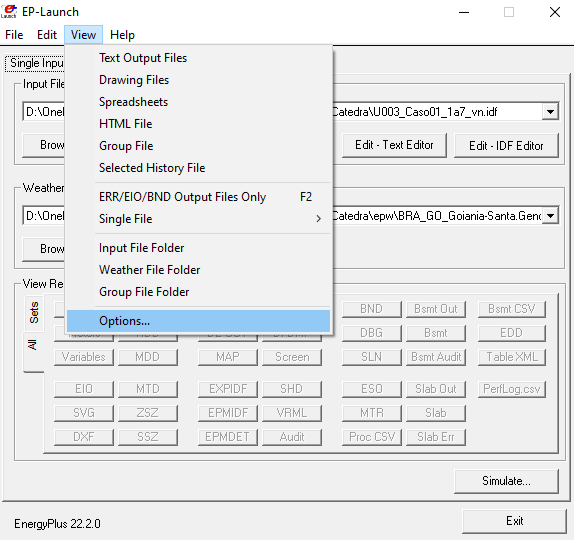 EP-Launch
File Edit View Help
Text Output Files
Drawing Files
Spreadsheets
HTML File
Group File
Selected History File
ERR/EIO/BND Output Files Only F2
Single File
Input File Folder
Weather File Folder
Group File Folder
Options...
Single Inpu
Input File
D:\One Catedra\U003_Caso01_1a7_vn.idf
Brow Edit - Text Editor Edit - IDF Editor
Weather
D:\One Catedra\epw\BRA_GO_Goiania-Santa.Geno
Brow
View Re
Sets
All
BND Bsmt Out Bsmt CSV
DBG Bsmt EDD
Variables MDD MAP Screen SLN Bsmt Audit Table XML
EIO MTD EXPIDF SHD ESO Slab Out PerfLog.csv
SVG ZSZ EPMIDF VRML MTR Slab
DXF SSZ EPMDET Audit Proc CSV Slab Err
Simulate...
EnergyPlus 22.2.0 Exit